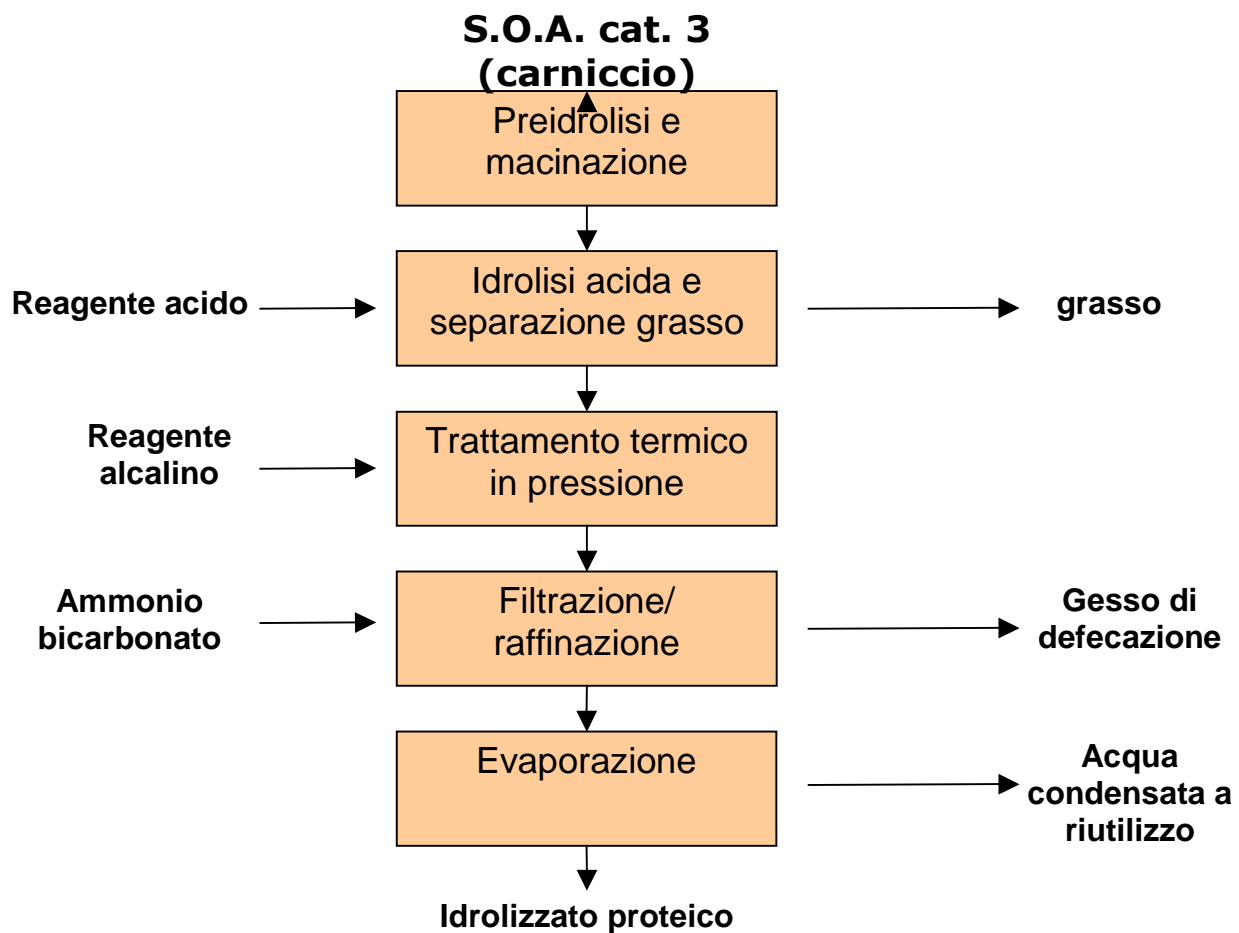 S.O.A. cat. 3
(carniccio)
Preidrolisi e
macinazione
Reagente acido
Idrolisi acida e
separazione grasso
grasso
Reagente
alcalino
Trattamento termico
in pressione
Ammonio
bicarbonato
Filtrazione/
raffinazione
Gesso di
defecazione
Evaporazione
Acqua
condensata a
riutilizzo
Idrolizzato proteico